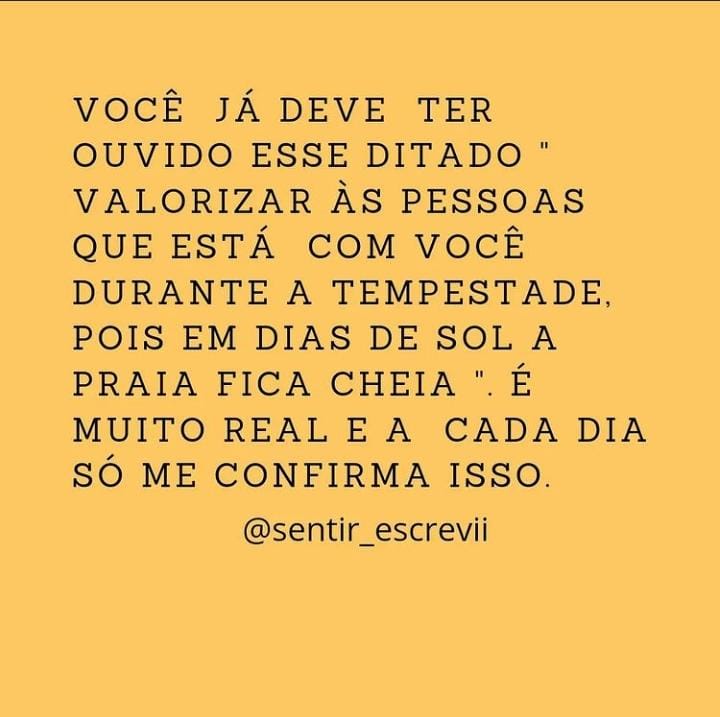 VOCÊ JÁ DEVE TER
OUVIDO ESSE DITADO "
VALORIZAR ÀS PESSOAS
QUE ESTÁ COM VOCÊ
DURANTE A TEMPESTADE,
POIS EM DIAS DE SOL A
PRAIA FICA CHEIA ". É
MUITO REAL E A CADA DIA
SÓ ME CONFIRMA ISSO.
@sentir_escrevii